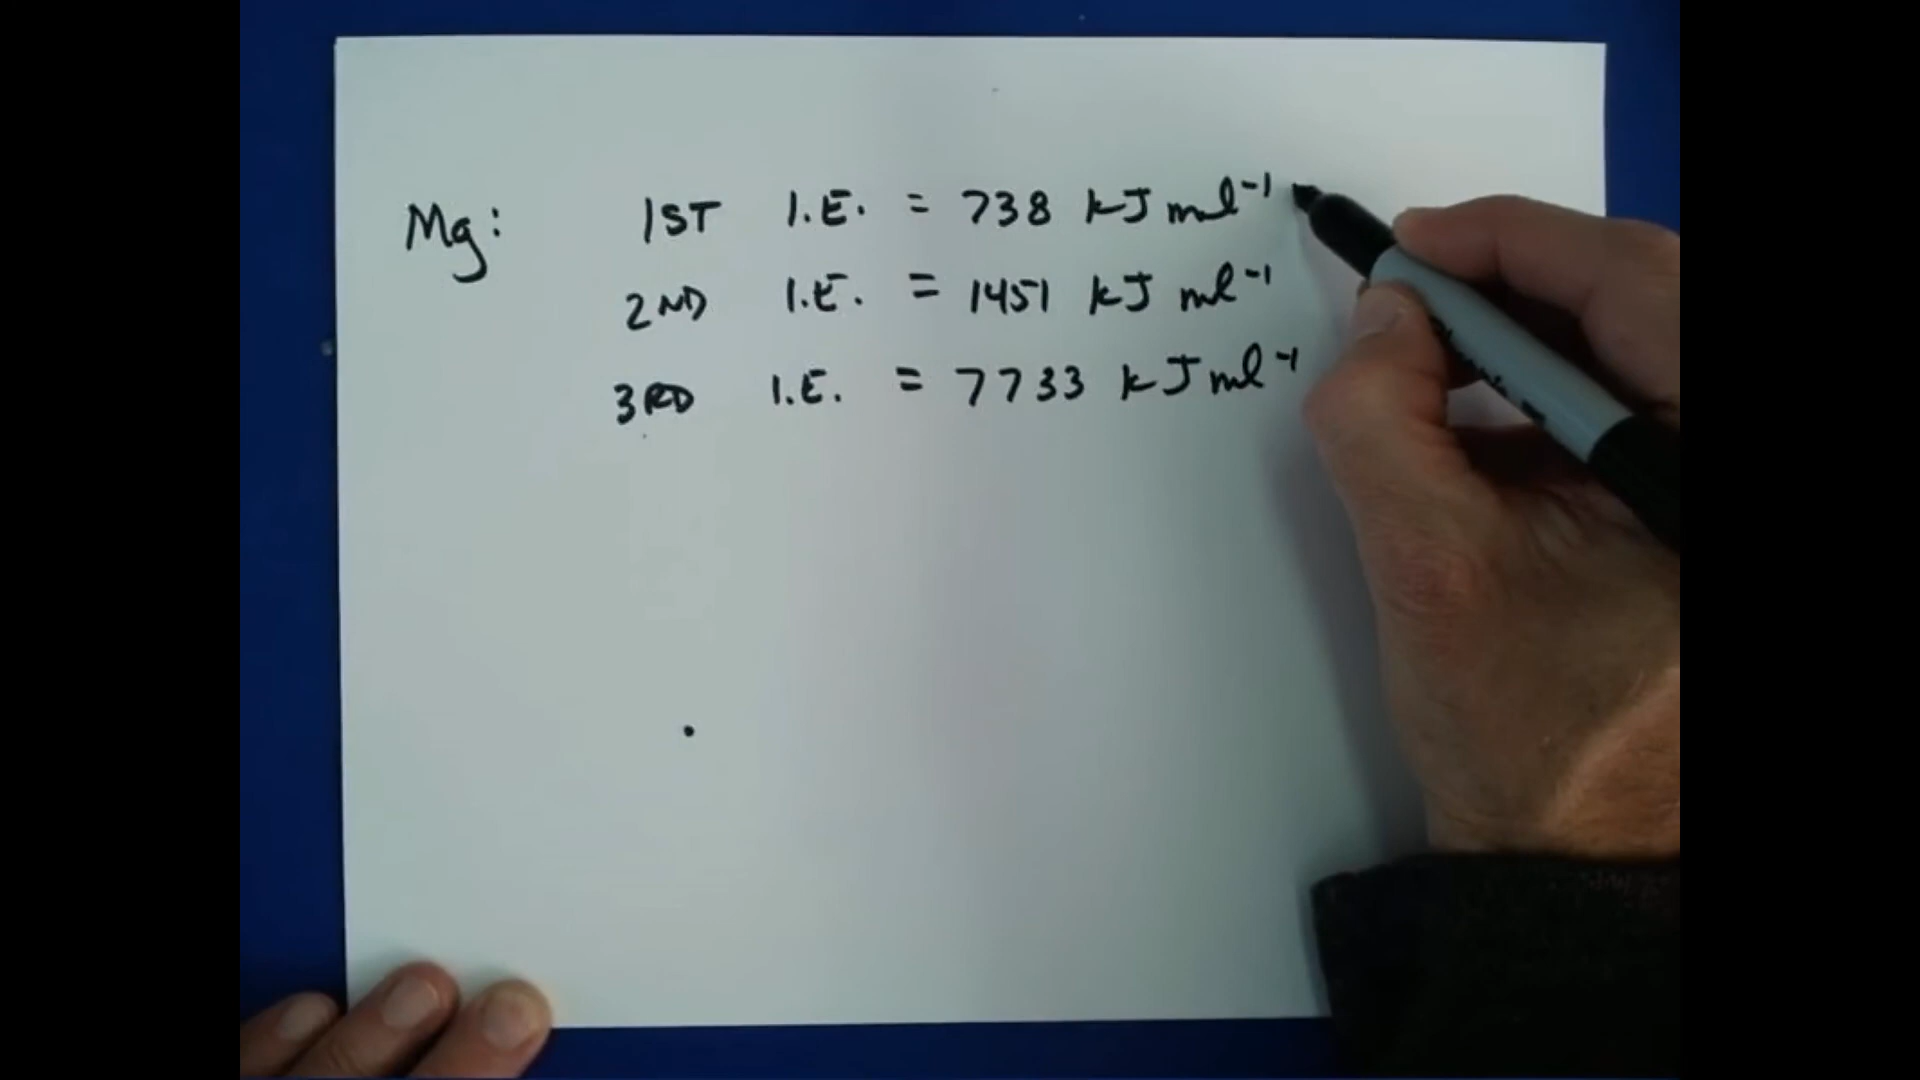 Mg: 1ST I.E. = 738 kJ mol⁻¹
2ND I.E. = 1451 kJ mol⁻¹
3RD I.E. = 7733 kJ mol⁻¹